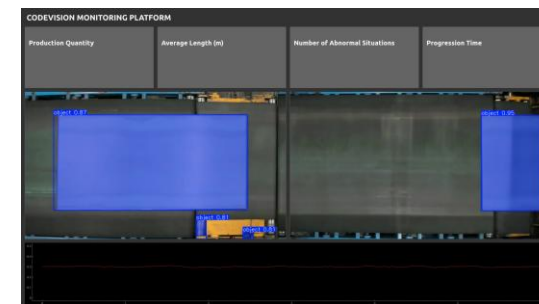 CODEVISION MONITORING PLATFORM
Production Quantity
Average Length (m)
Number of Abnormal Situations
Progression Time
object 0.87
object 0.95
object 0.81
object 0.81